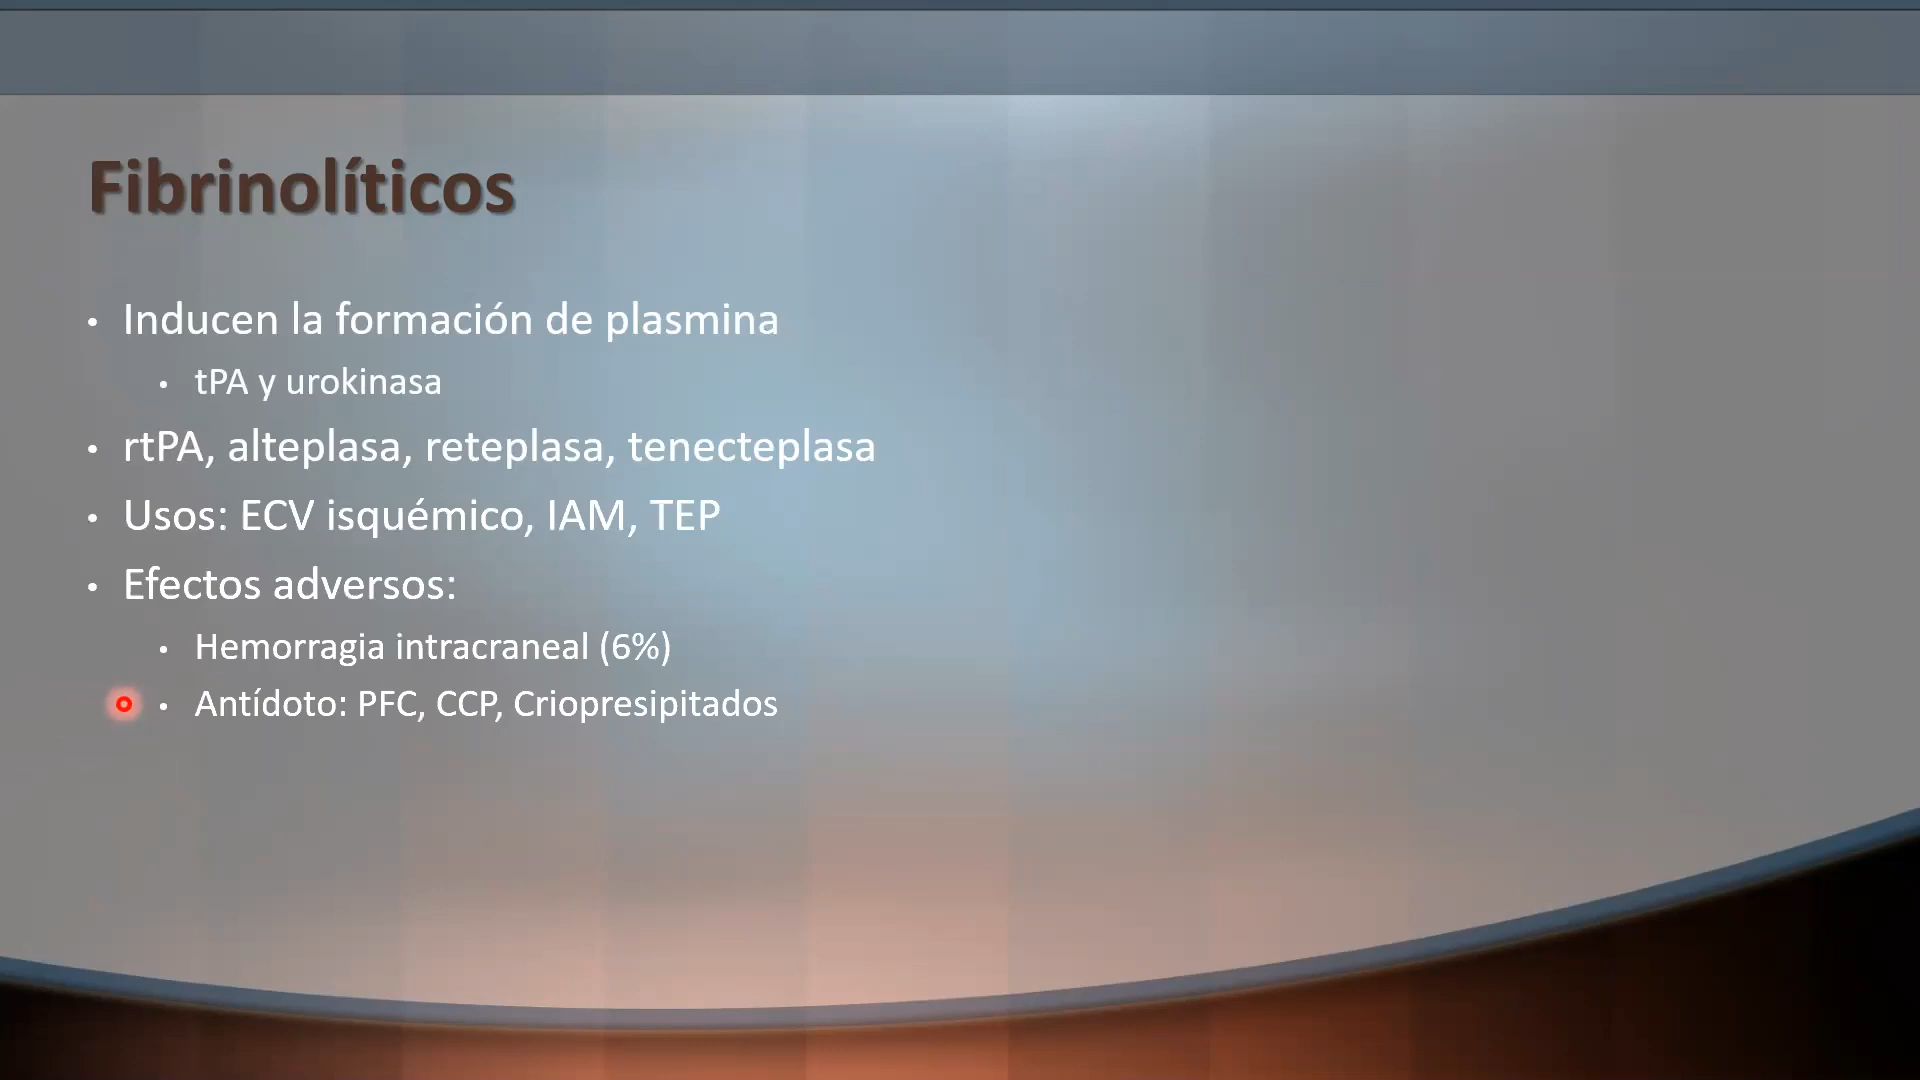 Fibrinolíticos
• Inducen la formación de plasmina
• tPA y urokinasa
• rtPA, alteplasa, reteplasa, tenecteplasa
• Usos: ECV isquémico, IAM, TEP
• Efectos adversos:
• Hemorragia intracraneal (6%)
• Antídoto: PFC, CCP, Criopresipitados